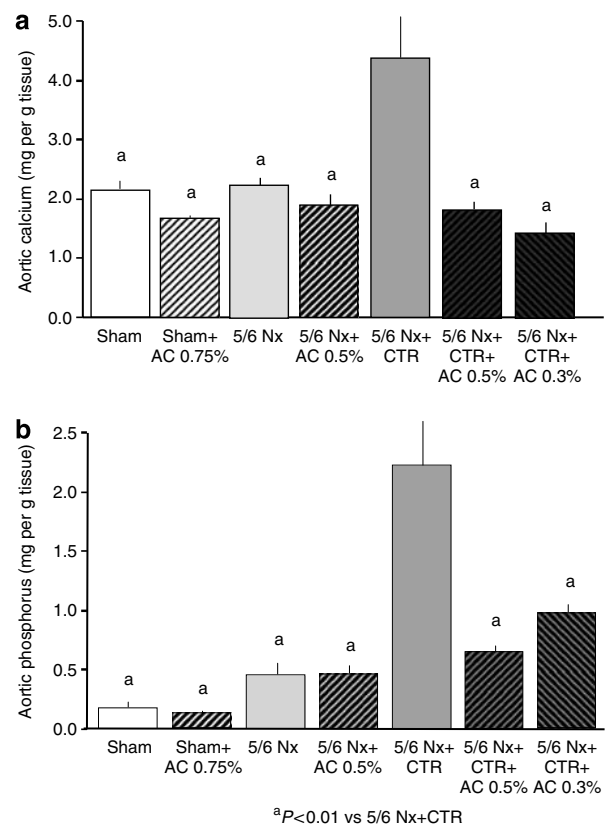 a
Aortic calcium (mg per g tissue)
5.0
4.0
3.0
2.0
1.0
0.0
a
a
a
a
a
a
Sham
Sham+
AC 0.75%
5/6 Nx
5/6 Nx+
AC 0.5%
5/6 Nx+
CTR
5/6 Nx+
CTR+
AC 0.5%
5/6 Nx+
CTR+
AC 0.3%
b
Aortic phosphorus (mg per g tissue)
2.5
2.0
1.5
1.0
0.5
0.0
a
a
a
a
a
a
Sham
Sham+
AC 0.75%
5/6 Nx
5/6 Nx+
AC 0.5%
5/6 Nx+
CTR
5/6 Nx+
CTR+
AC 0.5%
5/6 Nx+
CTR+
AC 0.3%
aP<0.01 vs 5/6 Nx+CTR